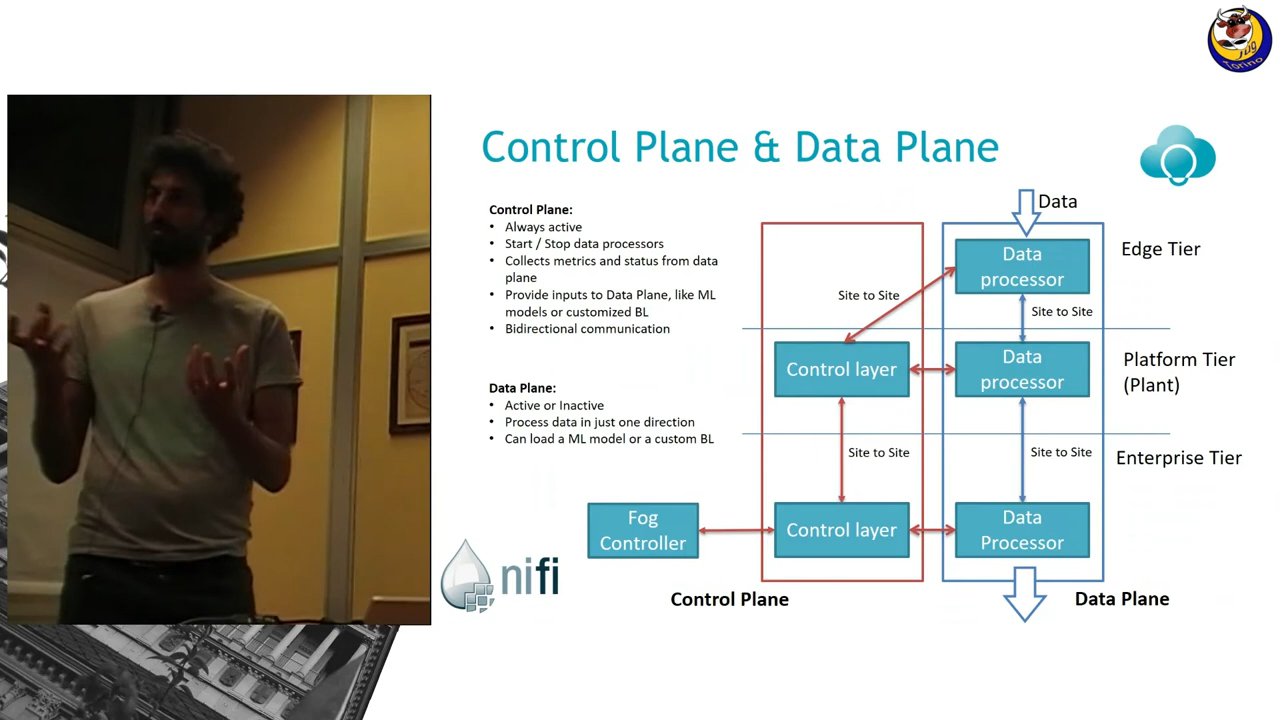 jug
Torino
Control Plane & Data Plane
Control Plane:
• Always active
• Start / Stop data processors
• Collects metrics and status from data
plane
• Provide inputs to Data Plane, like ML
models or customized BL
• Bidirectional communication
Data Plane:
• Active or Inactive
• Process data in just one direction
• Can load a ML model or a custom BL
Data
Data
processor
Edge Tier
Site to Site
Site to Site
Control layer
Data
processor
Platform Tier
(Plant)
Site to Site
Site to Site
Enterprise Tier
Fog
Controller
Control layer
Data
Processor
nifi
Control Plane
Data Plane